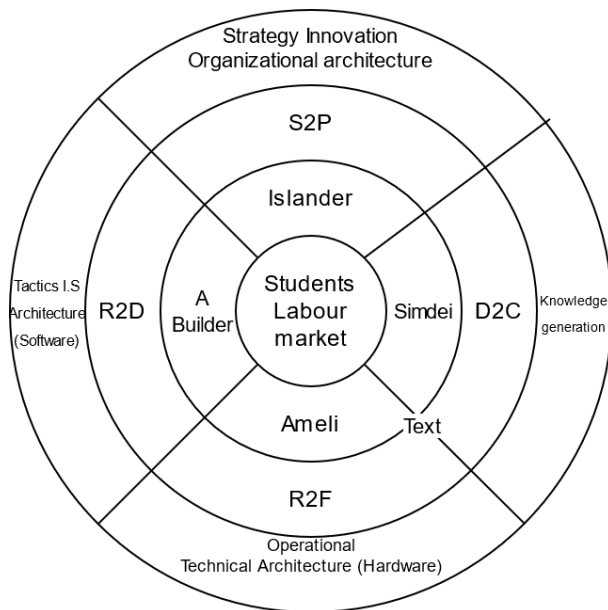 Strategy Innovation
Organizational architecture
S2P
Islander
Tactics I.S
Architecture
(Software)
R2D
A
Builder
Students
Labour
market
Simdei
D2C
Knowledge
generation
Ameli
Text
R2F
Operational
Technical Architecture (Hardware)